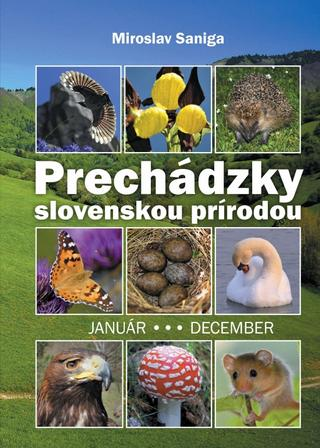 Miroslav Saniga
Prechádzky
slovenskou prírodou
JANUÁR ••• DECEMBER